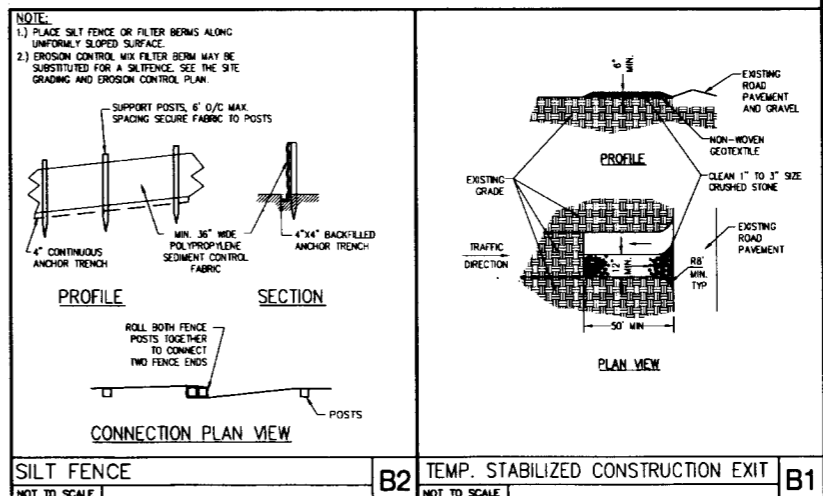 NOTE:
1.) PLACE SILT FENCE OR FILTER BERMS ALONG
UNIFORMLY SLOPED SURFACE.
2.) EROSION CONTROL MIX FILTER BERM MAY BE
SUBSTITUTED FOR A SILTFENCE. SEE THE SITE
GRADING AND EROSION CONTROL PLAN.
SUPPORT POSTS, 6' O/C MAX.
SPACING SECURE FABRIC TO POSTS
4" CONTINUOUS
ANCHOR TRENCH
MIN. 36" WIDE
POLYPROPYLENE
SEDIMENT CONTROL
FABRIC
4"X4" BACKFILLED
ANCHOR TRENCH
PROFILE
SECTION
ROLL BOTH FENCE
POSTS TOGETHER
TO CONNECT
TWO FENCE ENDS
POSTS
CONNECTION PLAN VIEW
SILT FENCE
B2
NOT TO SCALE
6"
MIN.
EXISTING
ROAD
PAVEMENT
AND GRAVEL
NON-WOVEN
GEOTEXTILE
PROFILE
CLEAN 1" TO 3" SIZE
CRUSHED STONE
EXISTING
GRADE
TRAFFIC
DIRECTION
12'
MIN.
EXISTING
ROAD
PAVEMENT
R8'
MIN.
TYP
50' MIN
PLAN VIEW
TEMP. STABILIZED CONSTRUCTION EXIT
B1
NOT TO SCALE